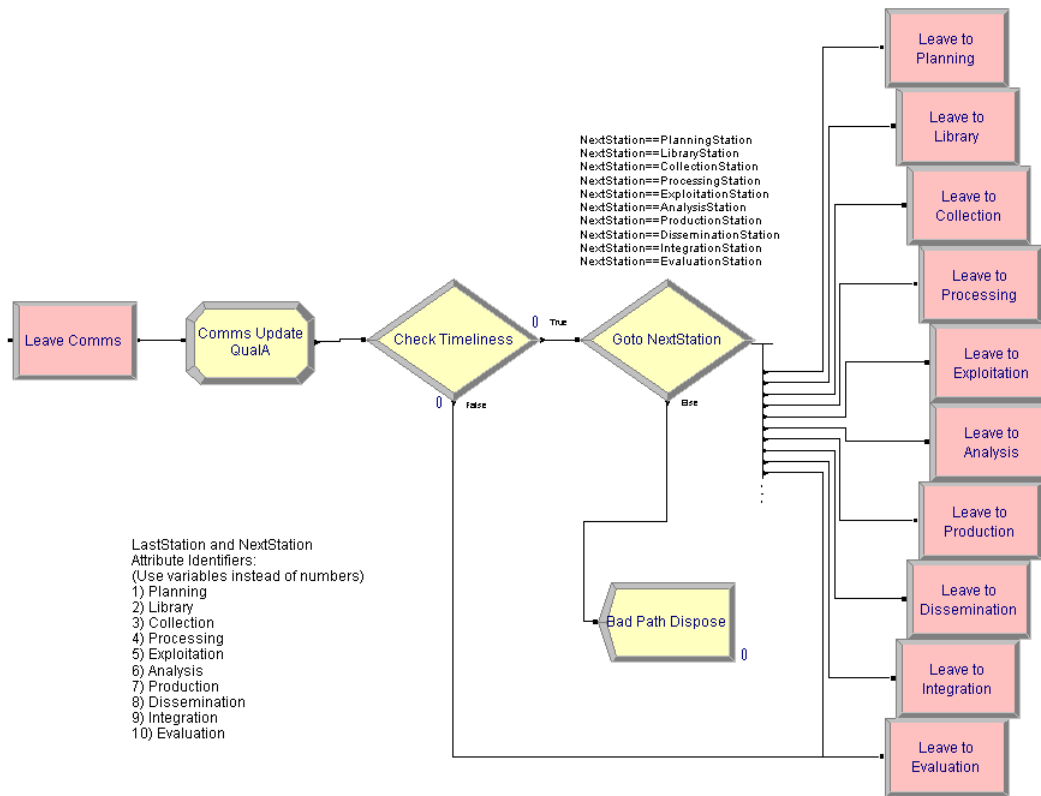 Leave to
Planning
Leave to
Library
NextStation==PlanningStation
NextStation==LibraryStation
NextStation==CollectionStation
NextStation==ProcessingStation
NextStation==ExploitationStation
NextStation==AnalysisStation
NextStation==ProductionStation
NextStation==DisseminationStation
NextStation==IntegrationStation
NextStation==EvaluationStation
Leave to
Collection
Leave to
Processing
Leave Comms
Comms Update
QualA
Check Timeliness
0 True
0 False
Goto NextStation
Else
Leave to
Exploitation
Leave to
Analysis
Leave to
Production
LastStation and NextStation
Attribute Identifiers:
(Use variables instead of numbers)
1) Planning
2) Library
3) Collection
4) Processing
5) Exploitation
6) Analysis
7) Production
8) Dissemination
9) Integration
10) Evaluation
Bad Path Dispose
0
Leave to
Dissemination
Leave to
Integration
Leave to
Evaluation